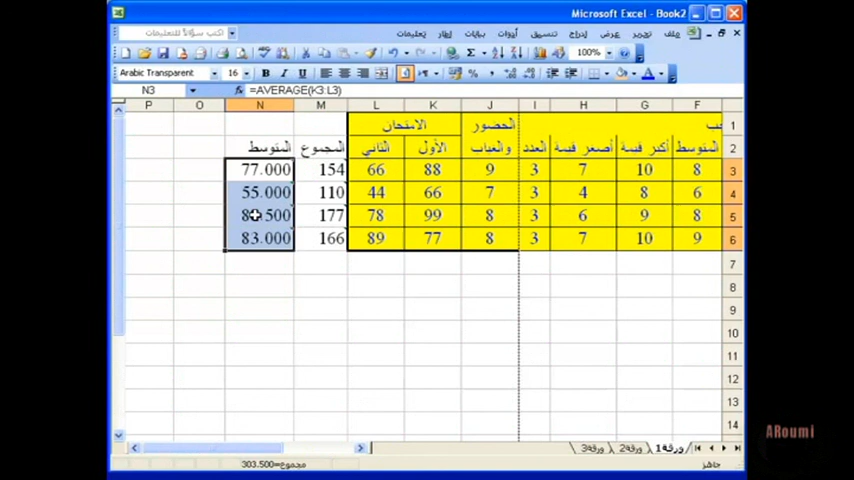 Microsoft Excel - Book2
ملف تحرير عرض إدراج تنسيق أدوات بيانات إطار تعليمات
اكتب سؤالاً للتعليمات
100%
Arabic Transparent 16 B I U
N3 fx =AVERAGE(K3:L3)
F G H I J K L M N O P
1 الحضور الامتحان
2 المتوسط أكبر قيمة أصغر قيمة العدد والغياب الأول الثاني المجموع المتوسط
3 8 10 7 3 9 88 66 154 77.000
4 6 8 4 3 7 66 44 110 55.000
5 8 9 6 3 8 99 78 177 88.500
6 9 10 7 3 8 77 89 166 83.000
7
8
9
10
11
12
13
14
ورقة1 ورقة2 ورقة3
جاهز مجموع=303.500
ARoumi